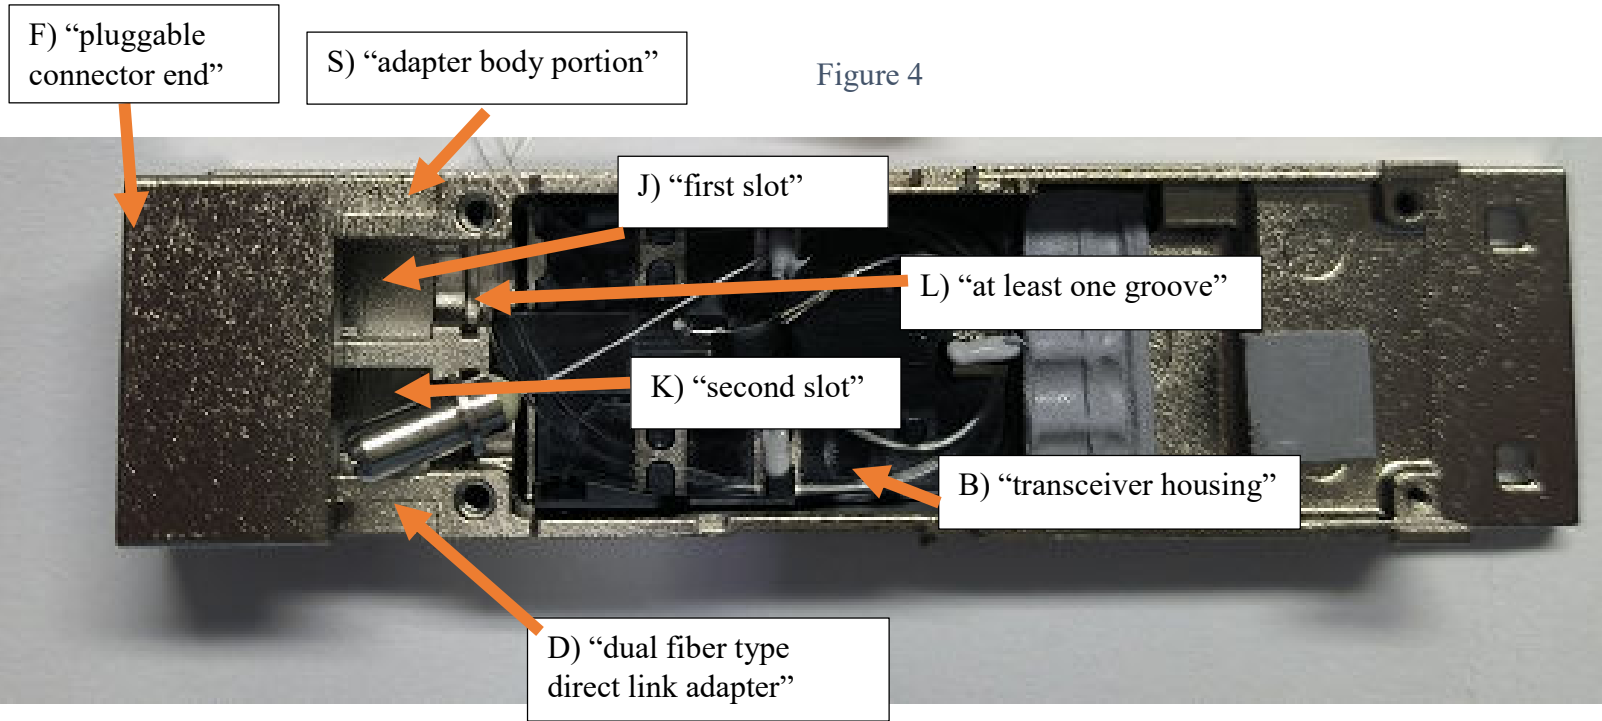 F) “pluggable
connector end”
S) “adapter body portion”
Figure 4
J) “first slot”
L) “at least one groove”
K) “second slot”
B) “transceiver housing”
D) “dual fiber type
direct link adapter”